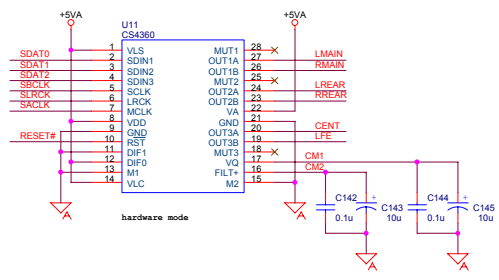 +5VA
+5VA
U11
CS4360
1 VLS MUT1 28
SDAT0 2 SDIN1 OUT1A 27 LMAIN
SDAT1 3 SDIN2 OUT1B 26 RMAIN
SDAT2 4 SDIN3 MUT2 25
SBCLK 5 SCLK OUT2A 24 LREAR
SLRCK 6 LRCK OUT2B 23 RREAR
SACLK 7 MCLK VA 22
8 VDD GND 21
9 GND OUT3A 20 CENT
RESET# 10 RST OUT3B 19 LFE
11 DIF1 MUT3 18
12 DIF0 VQ 17 CM1
13 M1 FILT+ 16 CM2
14 VLC M2 15
hardware mode
C142 0.1u
+ C143 10u
C144 0.1u
+ C145 10u
A
A
A
A